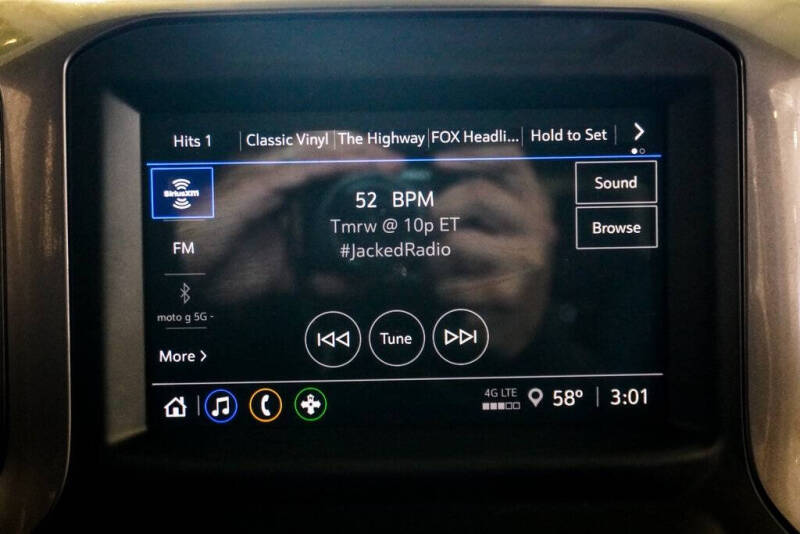 Hits 1 Classic Vinyl The Highway FOX Headli... Hold to Set
SiriusXM
52 BPM
Sound
Tmrw @ 10p ET
Browse
FM
#JackedRadio
moto g 5G -
Tune
More
4G LTE
58º 3:01